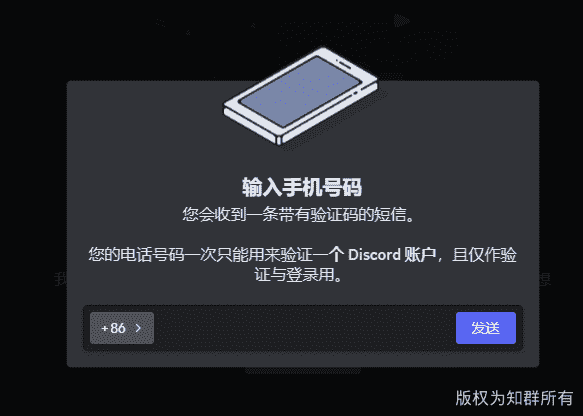 输入手机号码
您会收到一条带有验证码的短信。
您的电话号码一次只能用来验证一个 Discord 账户，且仅作验
证与登录用。
+86
发送
版权为知群所有